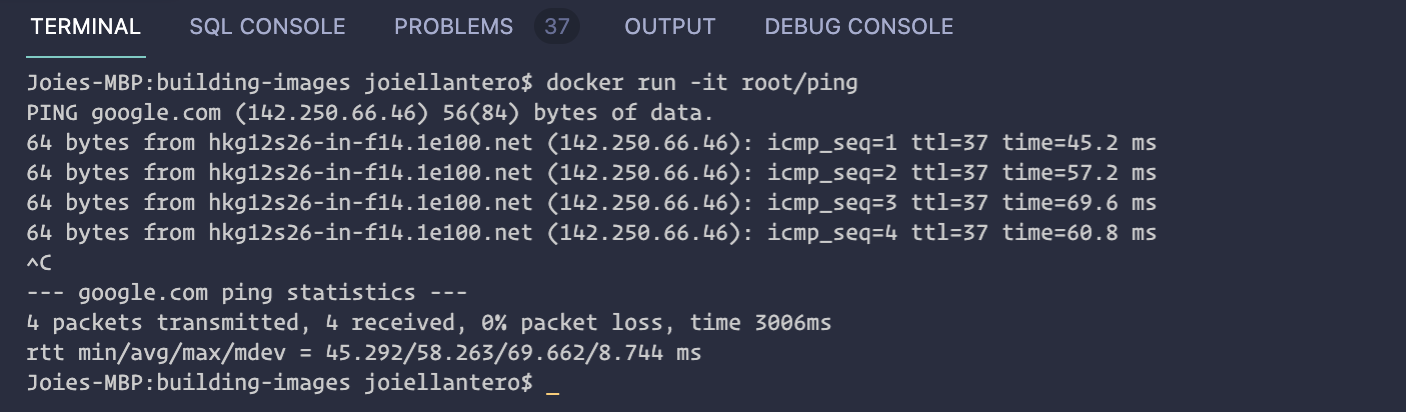 TERMINAL SQL CONSOLE PROBLEMS 37 OUTPUT DEBUG CONSOLE
Joies-MBP:building-images joiellantero$ docker run -it root/ping
PING google.com (142.250.66.46) 56(84) bytes of data.
64 bytes from hkg12s26-in-f14.1e100.net (142.250.66.46): icmp_seq=1 ttl=37 time=45.2 ms
64 bytes from hkg12s26-in-f14.1e100.net (142.250.66.46): icmp_seq=2 ttl=37 time=57.2 ms
64 bytes from hkg12s26-in-f14.1e100.net (142.250.66.46): icmp_seq=3 ttl=37 time=69.6 ms
64 bytes from hkg12s26-in-f14.1e100.net (142.250.66.46): icmp_seq=4 ttl=37 time=60.8 ms
^C
--- google.com ping statistics ---
4 packets transmitted, 4 received, 0% packet loss, time 3006ms
rtt min/avg/max/mdev = 45.292/58.263/69.662/8.744 ms
Joies-MBP:building-images joiellantero$ _